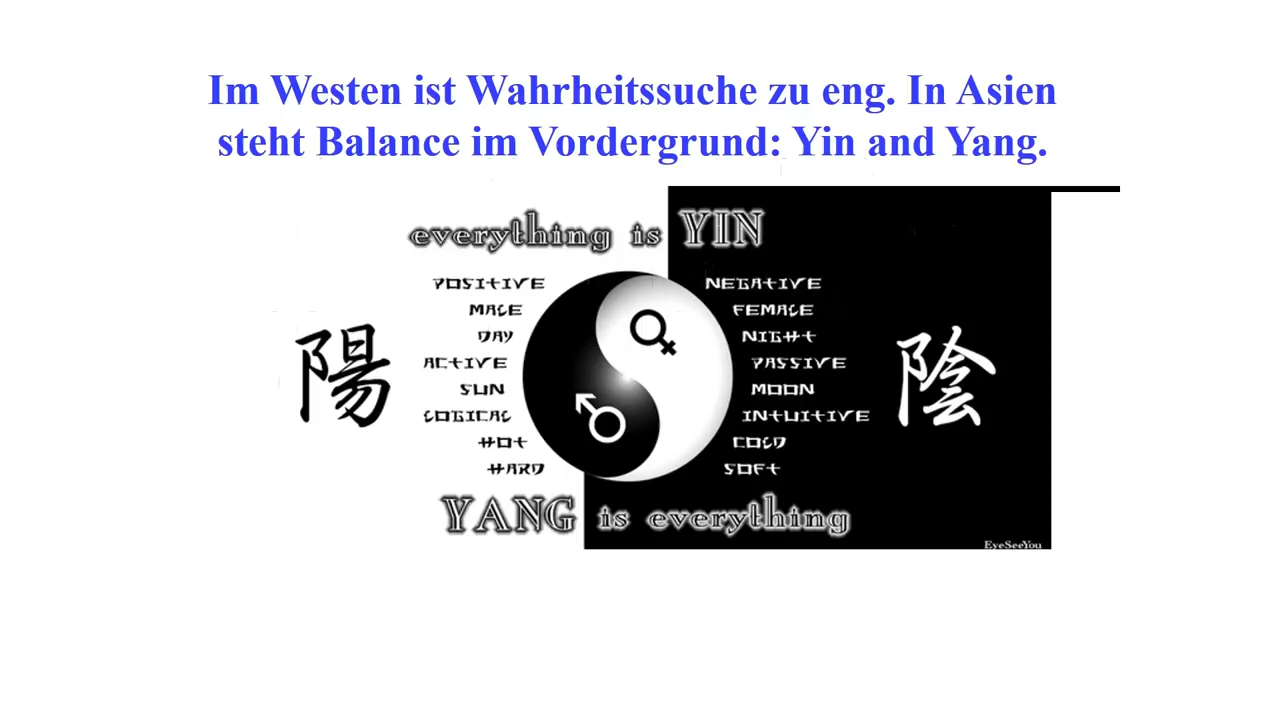 Im Westen ist Wahrheitssuche zu eng. In Asien
steht Balance im Vordergrund: Yin and Yang.
everything is YIN
POSITIVE
MALE
DAY
ACTIVE
SUN
LOGICAL
HOT
HARD
陽
NEGATIVE
FEMALE
NIGHT
PASSIVE
MOON
INTUITIVE
COLD
SOFT
陰
YANG is everything
EyeSeeYou